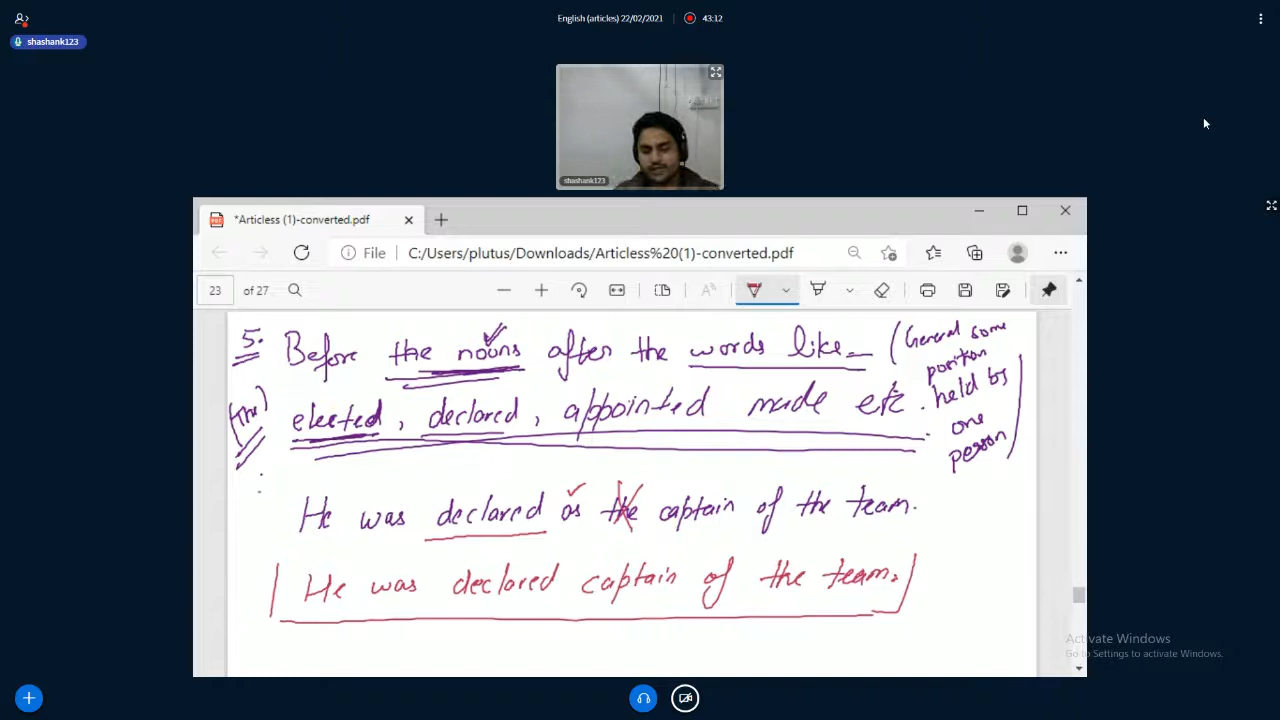 English (articles) 22/02/2021 43:12
shashank123
shashank123
*Articless (1)-converted.pdf
File C:/Users/plutus/Downloads/Articless%20(1)-converted.pdf
23 of 27
5. Before the nouns after the words like (General some position held by one person)
(The) elected, declared, appointed made etc.
He was declared as the captain of the team.
He was declared captain of the team.
Activate Windows
Go to Settings to activate Windows.